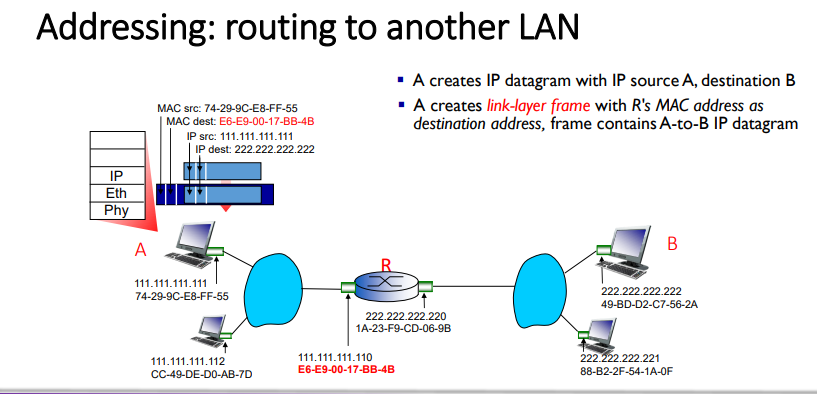 Addressing: routing to another LAN
A creates IP datagram with IP source A, destination B
A creates link-layer frame with R's MAC address as
destination address, frame contains A-to-B IP datagram
MAC src: 74-29-9C-E8-FF-55
MAC dest: E6-E9-00-17-BB-4B
IP src: 111.111.111.111
IP dest: 222.222.222.222
IP
Eth
Phy
A
R
B
111.111.111.111
74-29-9C-E8-FF-55
222.222.222.222
49-BD-D2-C7-56-2A
222.222.222.220
1A-23-F9-CD-06-9B
111.111.111.112
CC-49-DE-D0-AB-7D
111.111.111.110
E6-E9-00-17-BB-4B
222.222.222.221
88-B2-2F-54-1A-0F